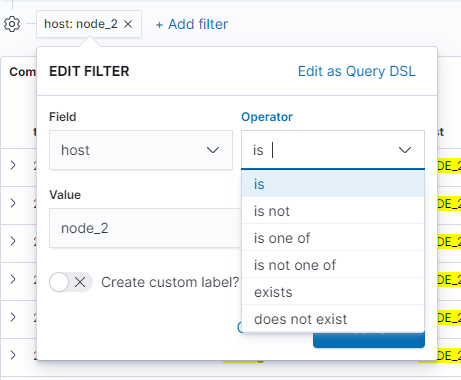 host: node_2 × + Add filter
EDIT FILTER Edit as Query DSL
Com
Field Operator
host is
is
Value is not
node_2 is one of
is not one of
Create custom label? exists
does not exist